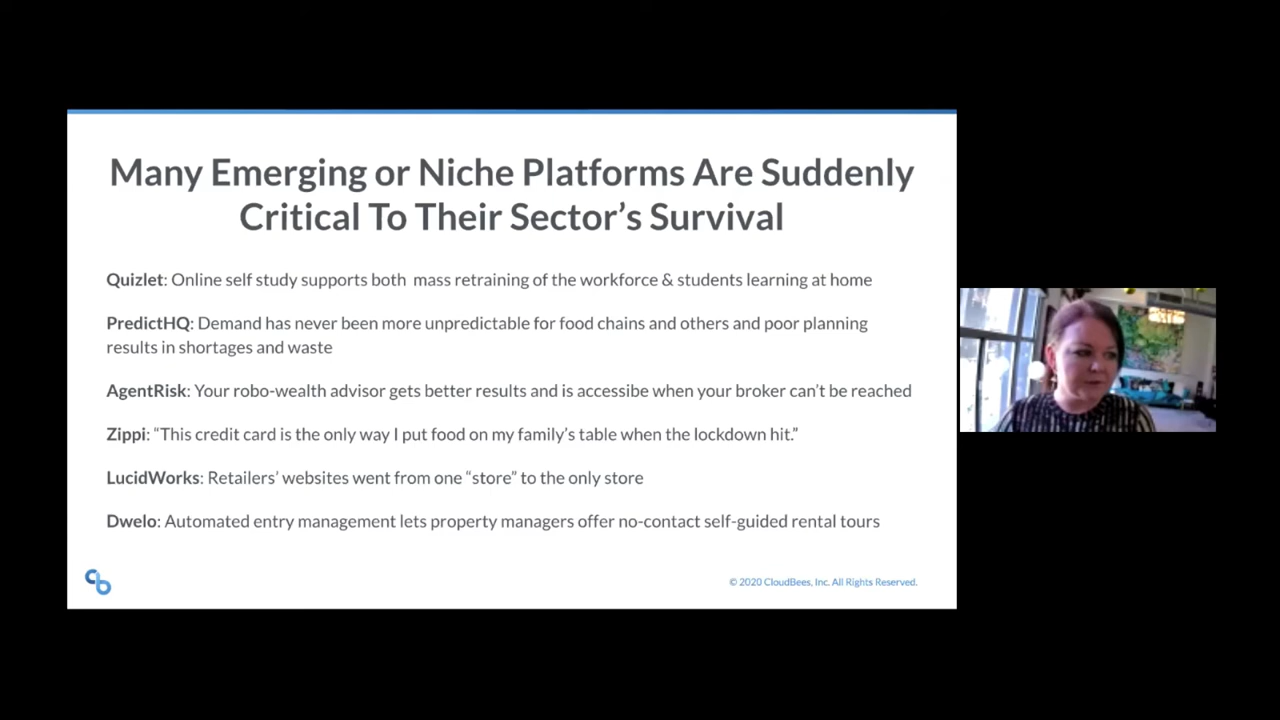 Many Emerging or Niche Platforms Are Suddenly
Critical To Their Sector’s Survival
Quizlet: Online self study supports both  mass retraining of the workforce & students learning at home
PredictHQ: Demand has never been more unpredictable for food chains and others and poor planning
results in shortages and waste
AgentRisk: Your robo-wealth advisor gets better results and is accessibe when your broker can’t be reached
Zippi: “This credit card is the only way I put food on my family’s table when the lockdown hit.”
LucidWorks: Retailers’ websites went from one “store” to the only store
Dwelo: Automated entry management lets property managers offer no-contact self-guided rental tours
© 2020 CloudBees, Inc. All Rights Reserved.